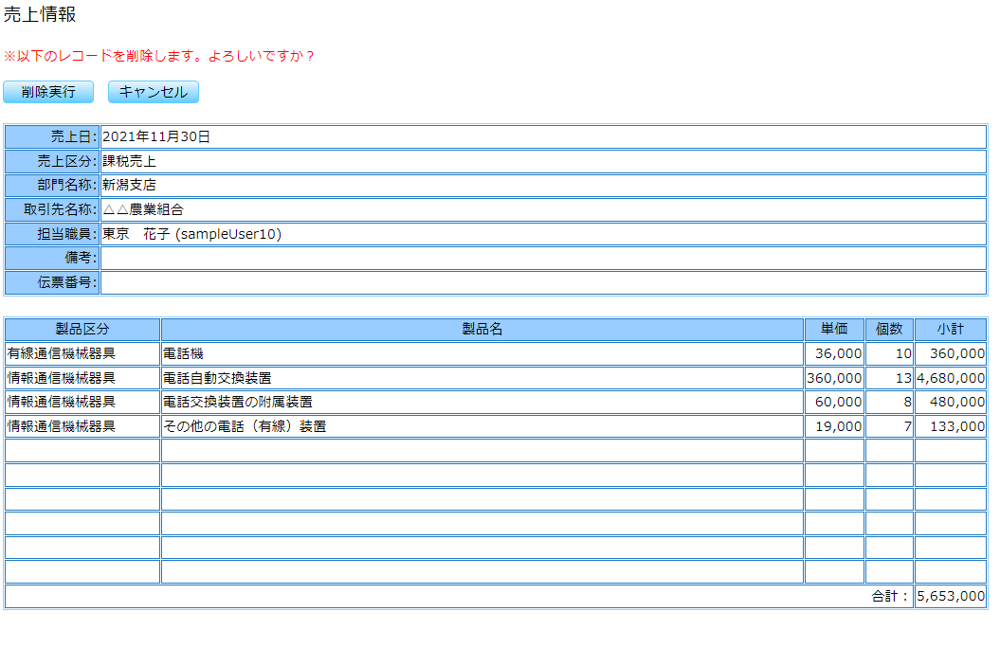 売上情報
※以下のレコードを削除します。よろしいですか？
削除実行 キャンセル
売上日: 2021年11月30日
売上区分: 課税売上
部門名称: 新潟支店
取引先名称: △△農業組合
担当職員: 東京　花子 (sampleUser10)
備考:
伝票番号:
製品区分 製品名 単価 個数 小計
有線通信機械器具 電話機 36,000 10 360,000
情報通信機械器具 電話自動交換装置 360,000 13 4,680,000
情報通信機械器具 電話交換装置の附属装置 60,000 8 480,000
情報通信機械器具 その他の電話（有線）装置 19,000 7 133,000
合計： 5,653,000